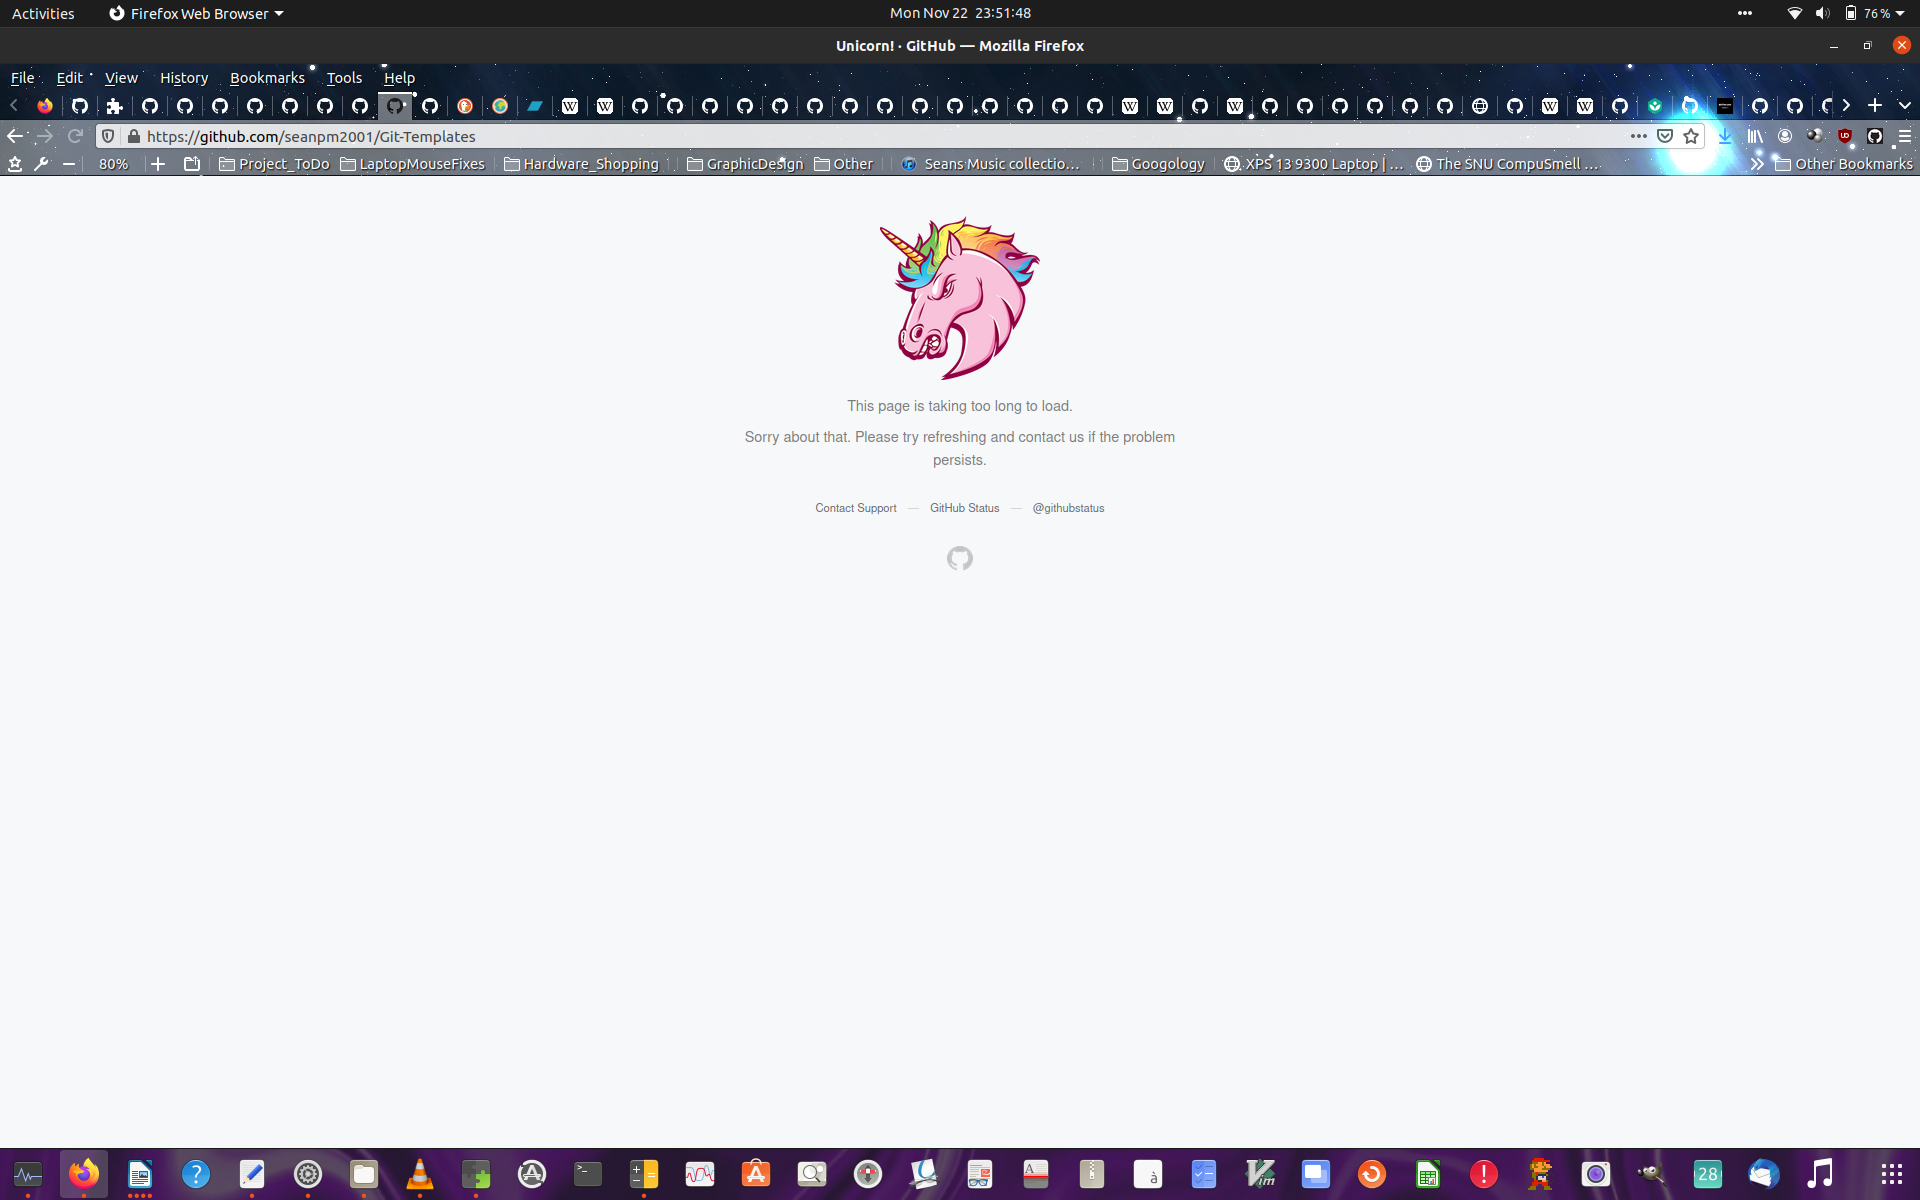 Activities
Firefox Web Browser
Mon Nov 22 23:51:48
76 %
Unicorn! · GitHub — Mozilla Firefox
File Edit View History Bookmarks Tools Help
https://github.com/seanpm2001/Git-Templates
80%
Project_ToDo
LaptopMouseFixes
Hardware_Shopping
GraphicDesign
Other
Seans Music collectio…
Googology
XPS 13 9300 Laptop | …
The SNU CompuSmell …
Other Bookmarks
This page is taking too long to load.
Sorry about that. Please try refreshing and contact us if the problem
persists.
Contact Support — GitHub Status — @githubstatus
28